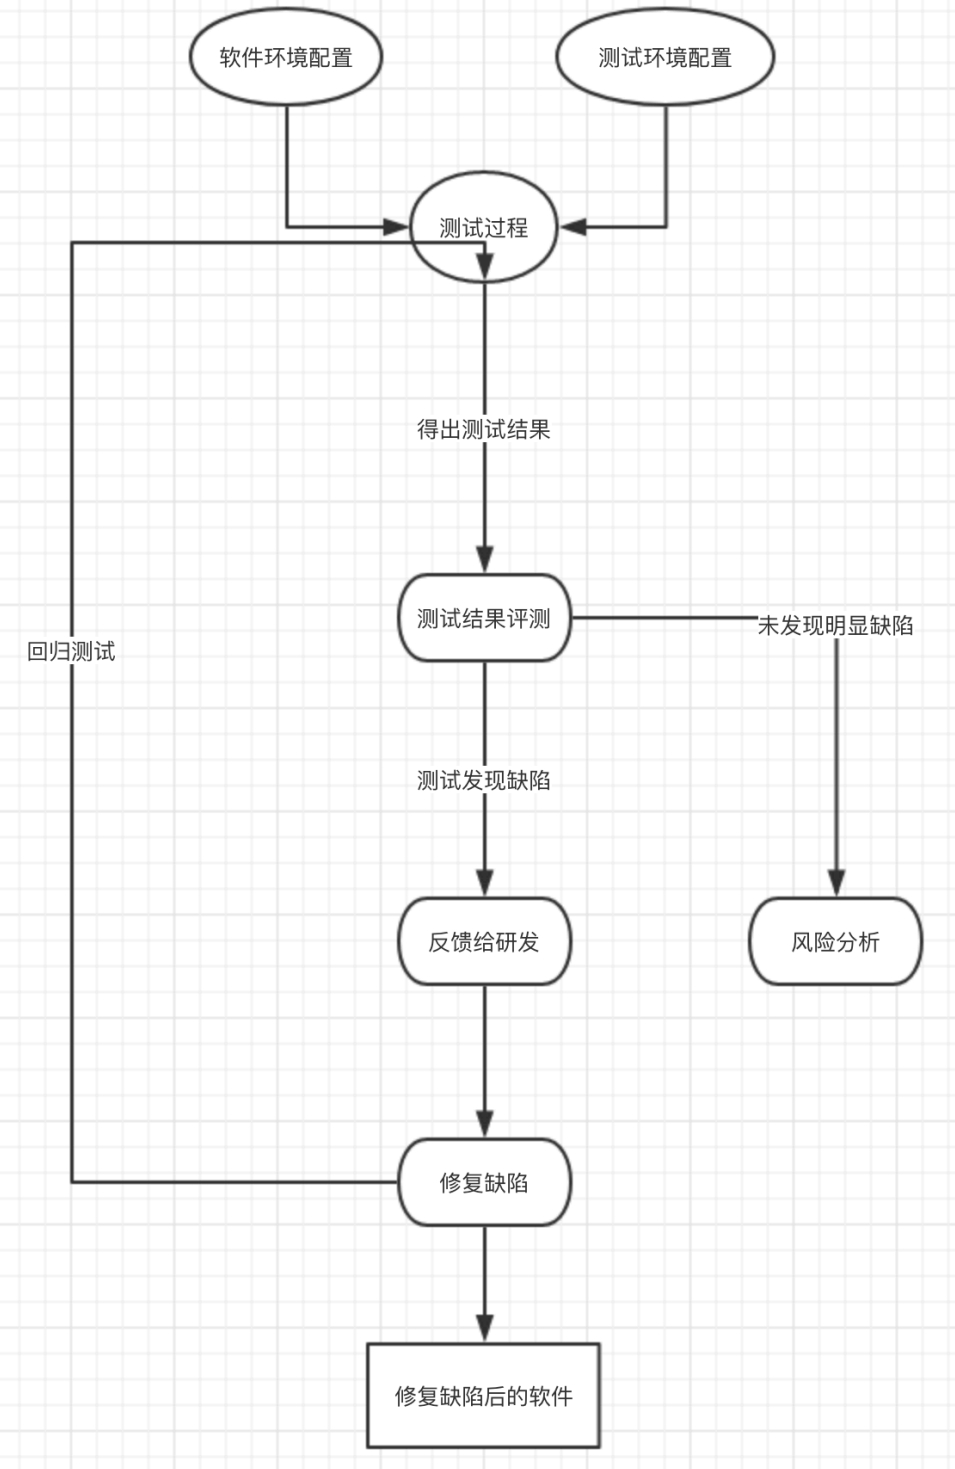 软件环境配置
测试环境配置
测试过程
得出测试结果
测试结果评测
未发现明显缺陷
回归测试
测试发现缺陷
反馈给研发
风险分析
修复缺陷
修复缺陷后的软件